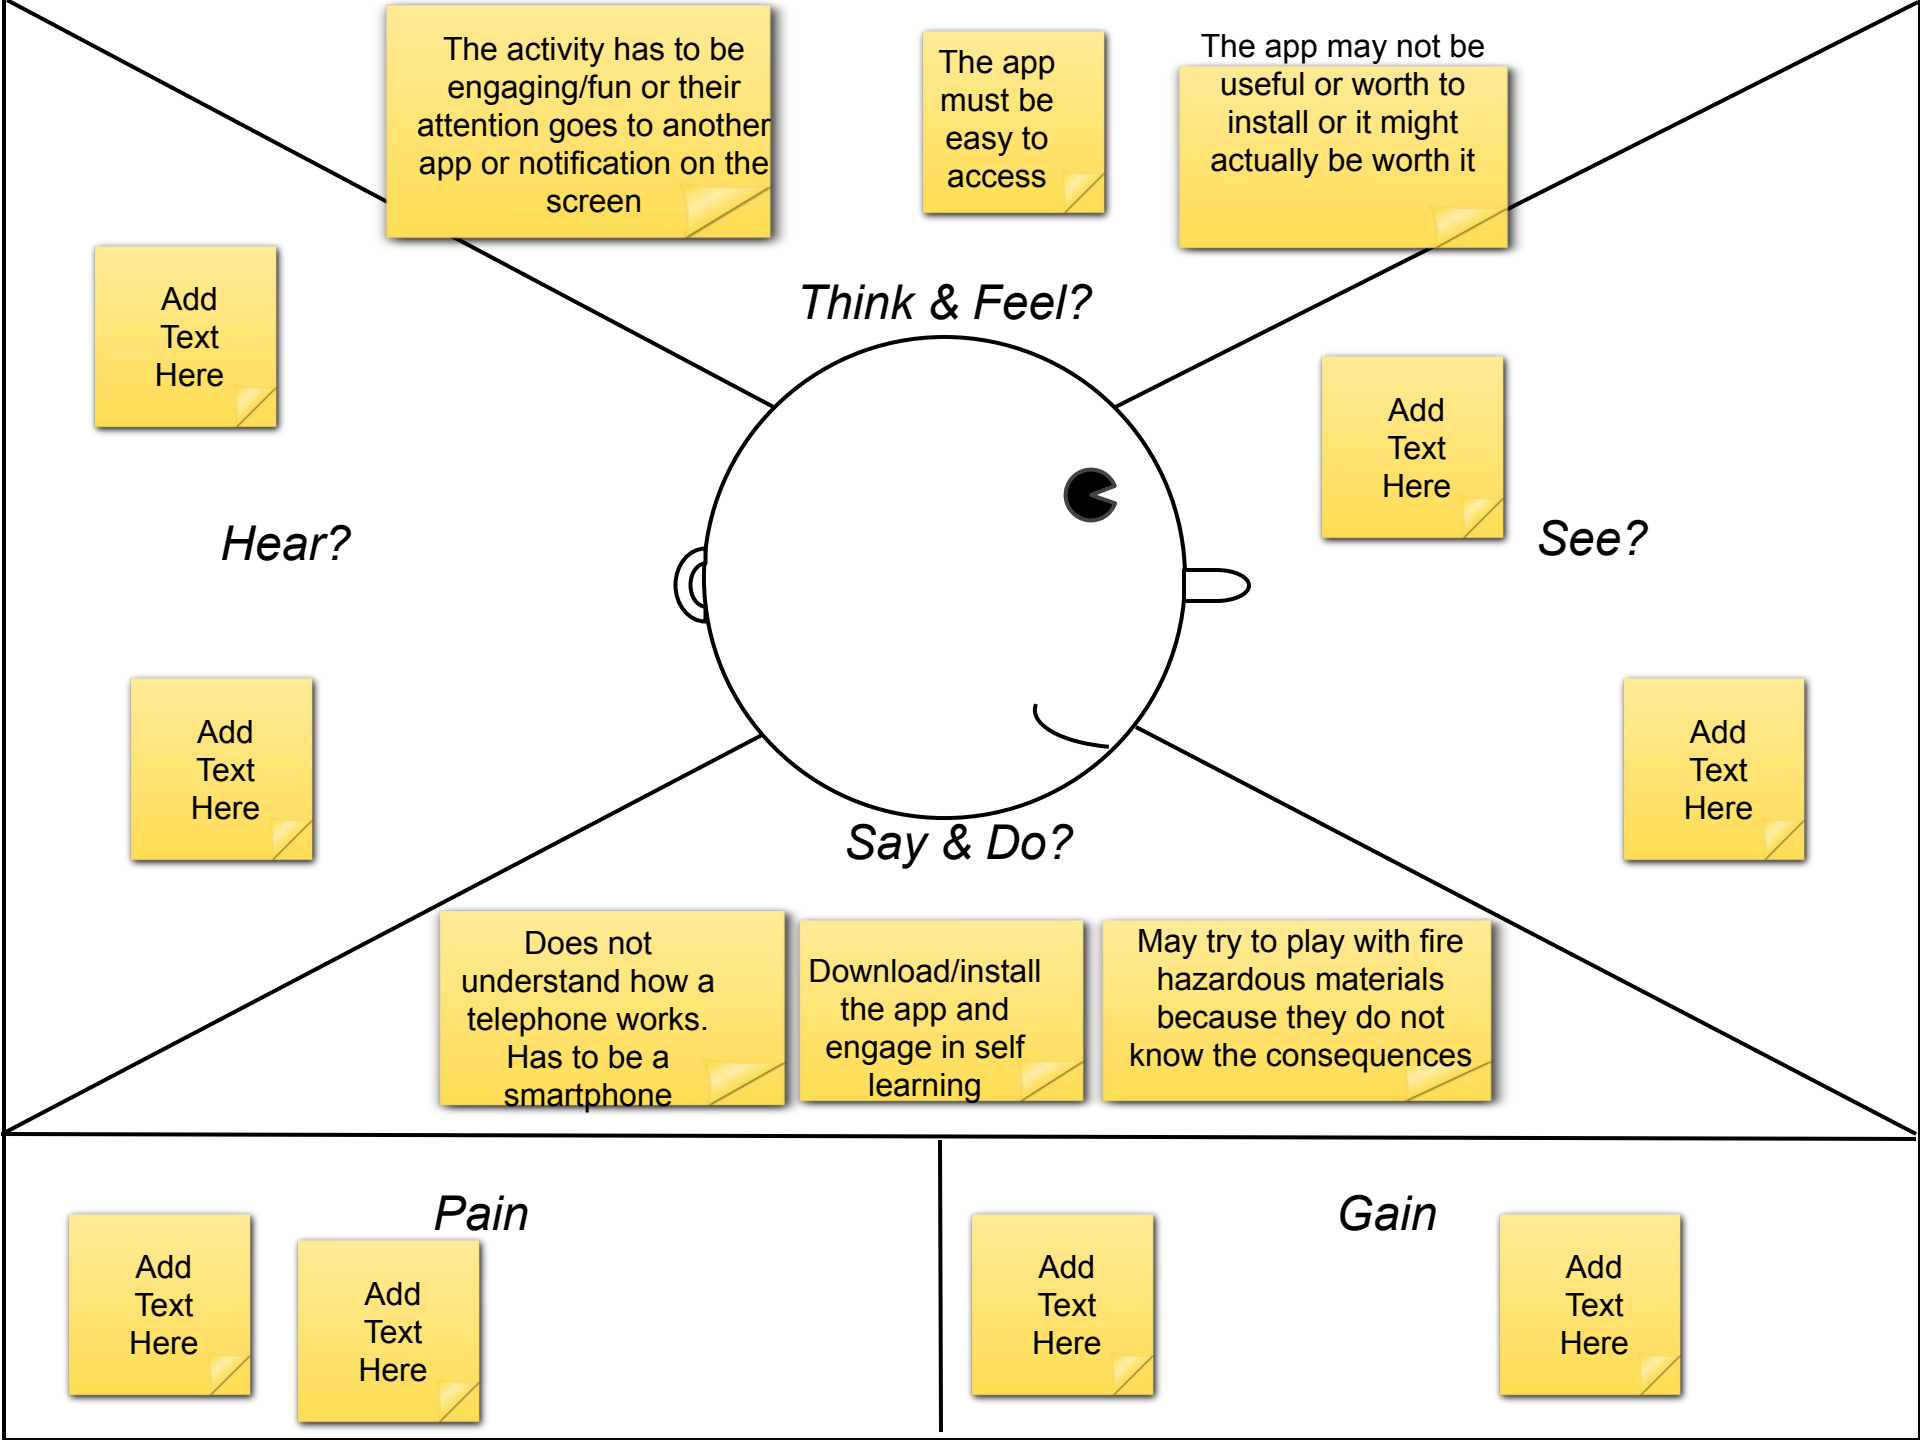 The activity has to be
engaging/fun or their
attention goes to another
app or notification on the
screen
The app
must be
easy to
access
The app may not be
useful or worth to
install or it might
actually be worth it
Think & Feel?
Add
Text
Here
Hear?
Add
Text
Here
Add
Text
Here
See?
Add
Text
Here
Say & Do?
Does not
understand how a
telephone works.
Has to be a
smartphone
Download/install
the app and
engage in self
learning
May try to play with fire
hazardous materials
because they do not
know the consequences
Pain
Add
Text
Here
Add
Text
Here
Gain
Add
Text
Here
Add
Text
Here